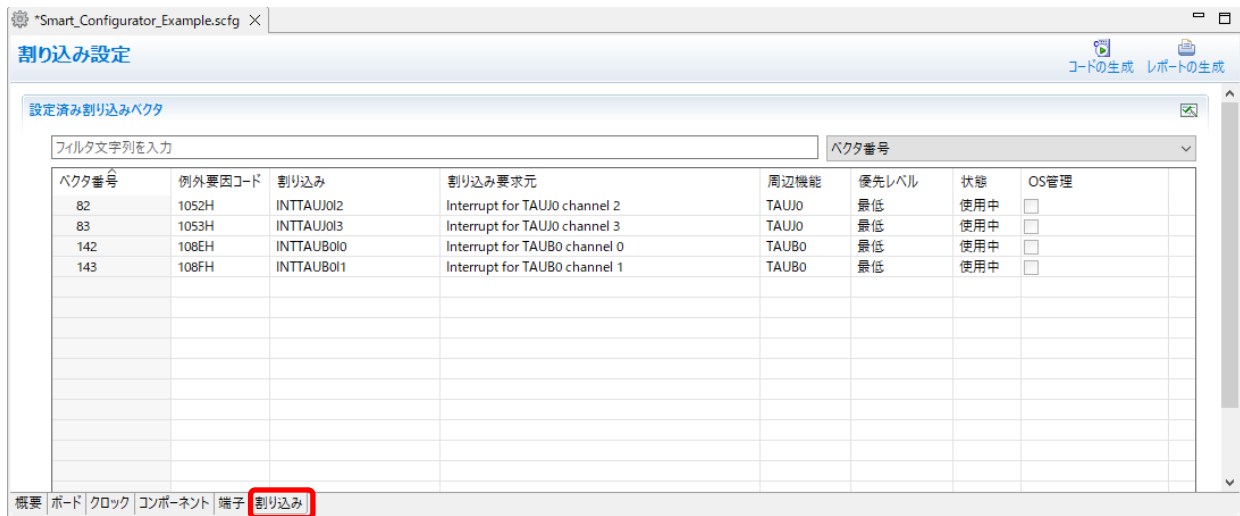 *Smart_Configurator_Example.scfg
割り込み設定
コードの生成 レポートの生成
設定済み割り込みベクタ
フィルタ文字列を入力 ベクタ番号
ベクタ番号 例外要因コード 割り込み 割り込み要求元 周辺機能 優先レベル 状態 OS管理
82 1052H INTTAUJ0I2 Interrupt for TAUJ0 channel 2 TAUJ0 最低 使用中
83 1053H INTTAUJ0I3 Interrupt for TAUJ0 channel 3 TAUJ0 最低 使用中
142 108EH INTTAUB0I0 Interrupt for TAUB0 channel 0 TAUB0 最低 使用中
143 108FH INTTAUB0I1 Interrupt for TAUB0 channel 1 TAUB0 最低 使用中
概要 ボード クロック コンポーネント 端子 割り込み